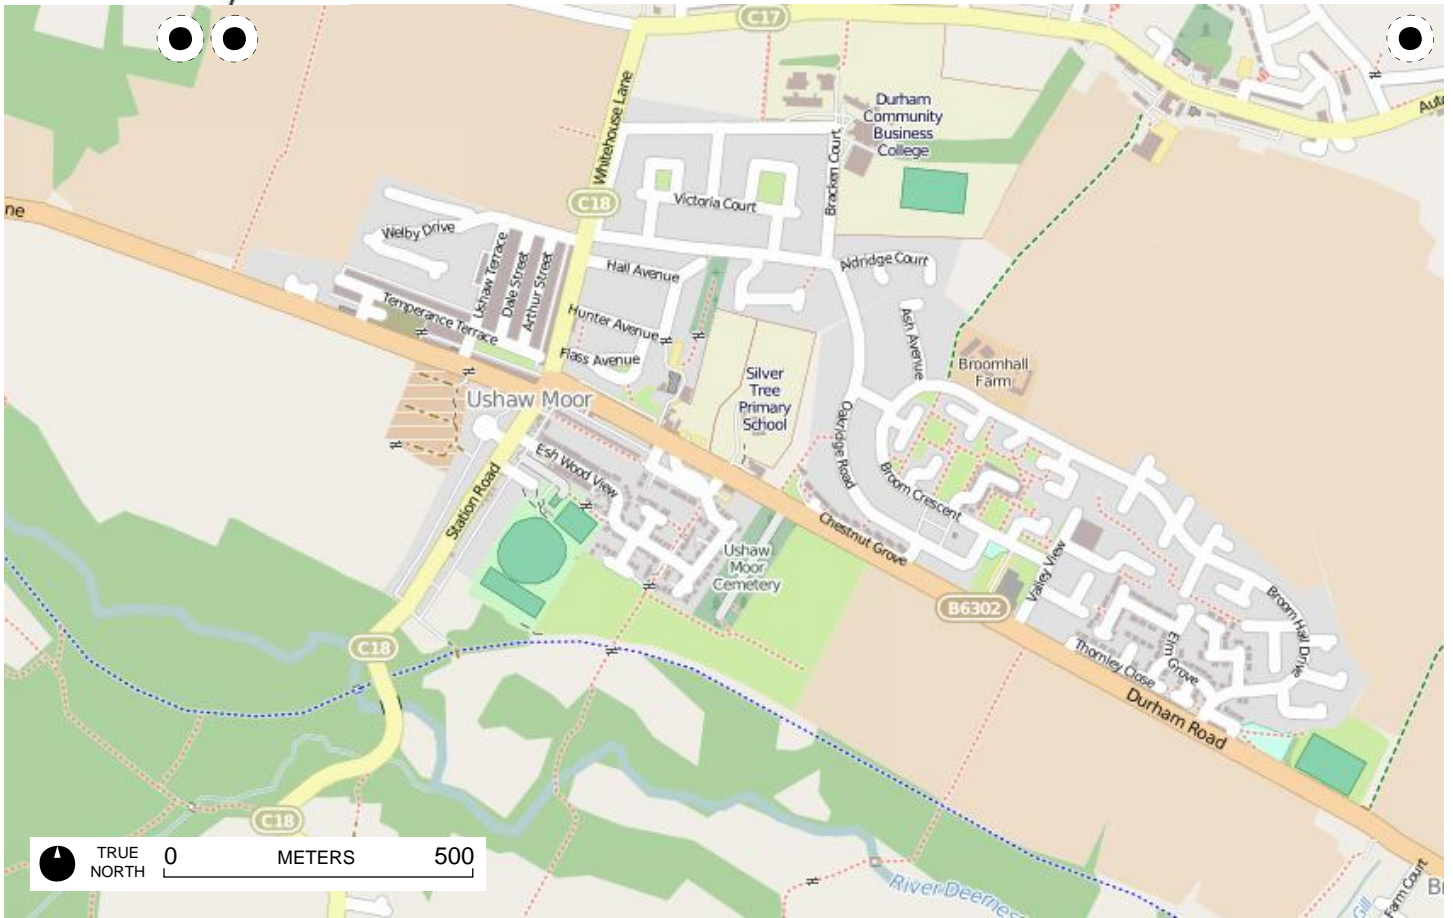 C17
Aut
Whitehouse Lane
Durham
Community
Business
College
Bracken Court
C18
Victoria Court
ne
Welby Drive
Ushaw Terrace
Dale Street
Arthur Street
Hall Avenue
Aldridge Court
Temperance Terrace
Hunter Avenue
Ash Avenue
Flass Avenue
Silver
Tree
Primary
School
Broomhall
Farm
Ushaw Moor
Oakridge Road
Esh Wood View
Broom Crescent
Station Road
Chestnut Grove
Ushaw
Moor
Cemetery
Valley View
B6302
Broom Hall Drive
Elm Grove
Thornley Close
C18
Durham Road
C18
TRUE
NORTH
0 METERS 500
River Deerness
Gill
Farm Court
Br